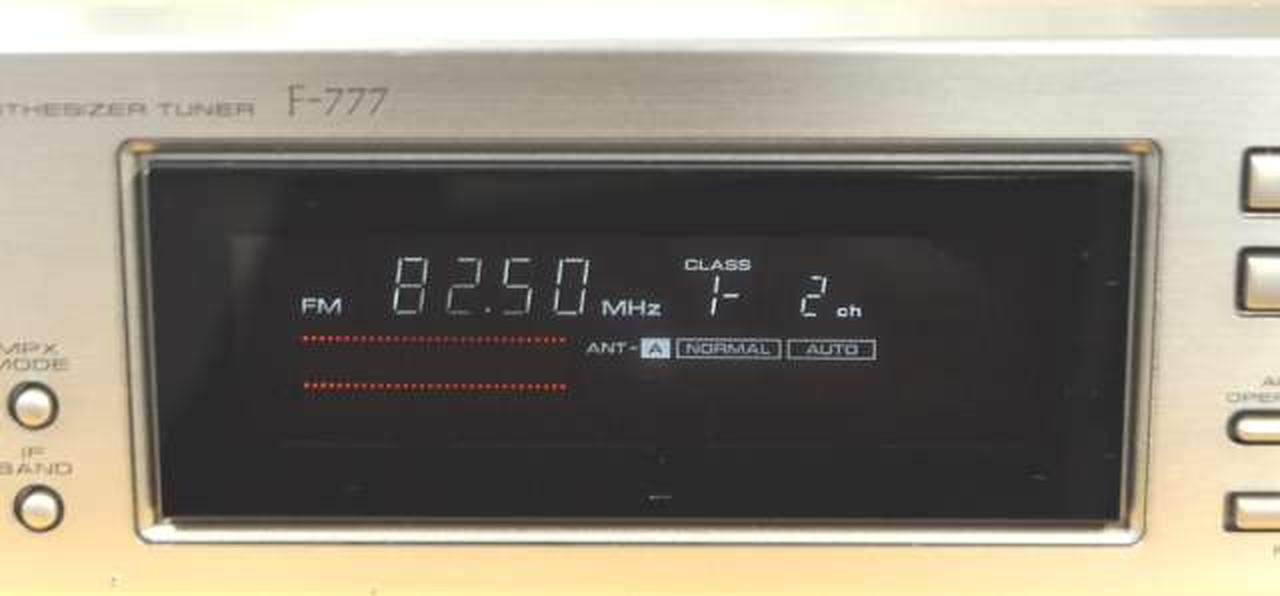 THESIZER TUNER F-777
CLASS
FM 82.50 MHz 1- 2 ch
ANT-A NORMAL AUTO
MPX
MODE
IF
BAND